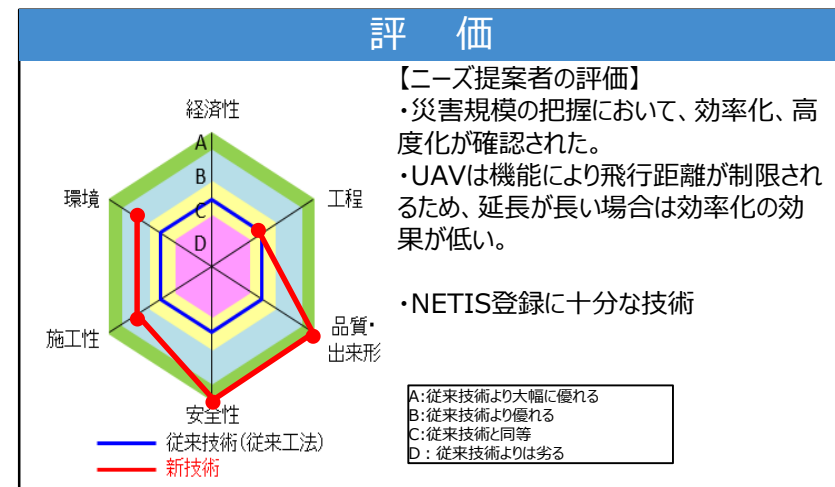 評 価
【ニーズ提案者の評価】
・災害規模の把握において、効率化、高
度化が確認された。
・UAVは機能により飛行距離が制限され
るため、延長が長い場合は効率化の効
果が低い。
・NETIS登録に十分な技術
経済性
A
B
C
D
環境
工程
施工性
品質・
出来形
安全性
従来技術(従来工法)
新技術
A:従来技術より大幅に優れる
B:従来技術より優れる
C:従来技術と同等
D：従来技術よりは劣る